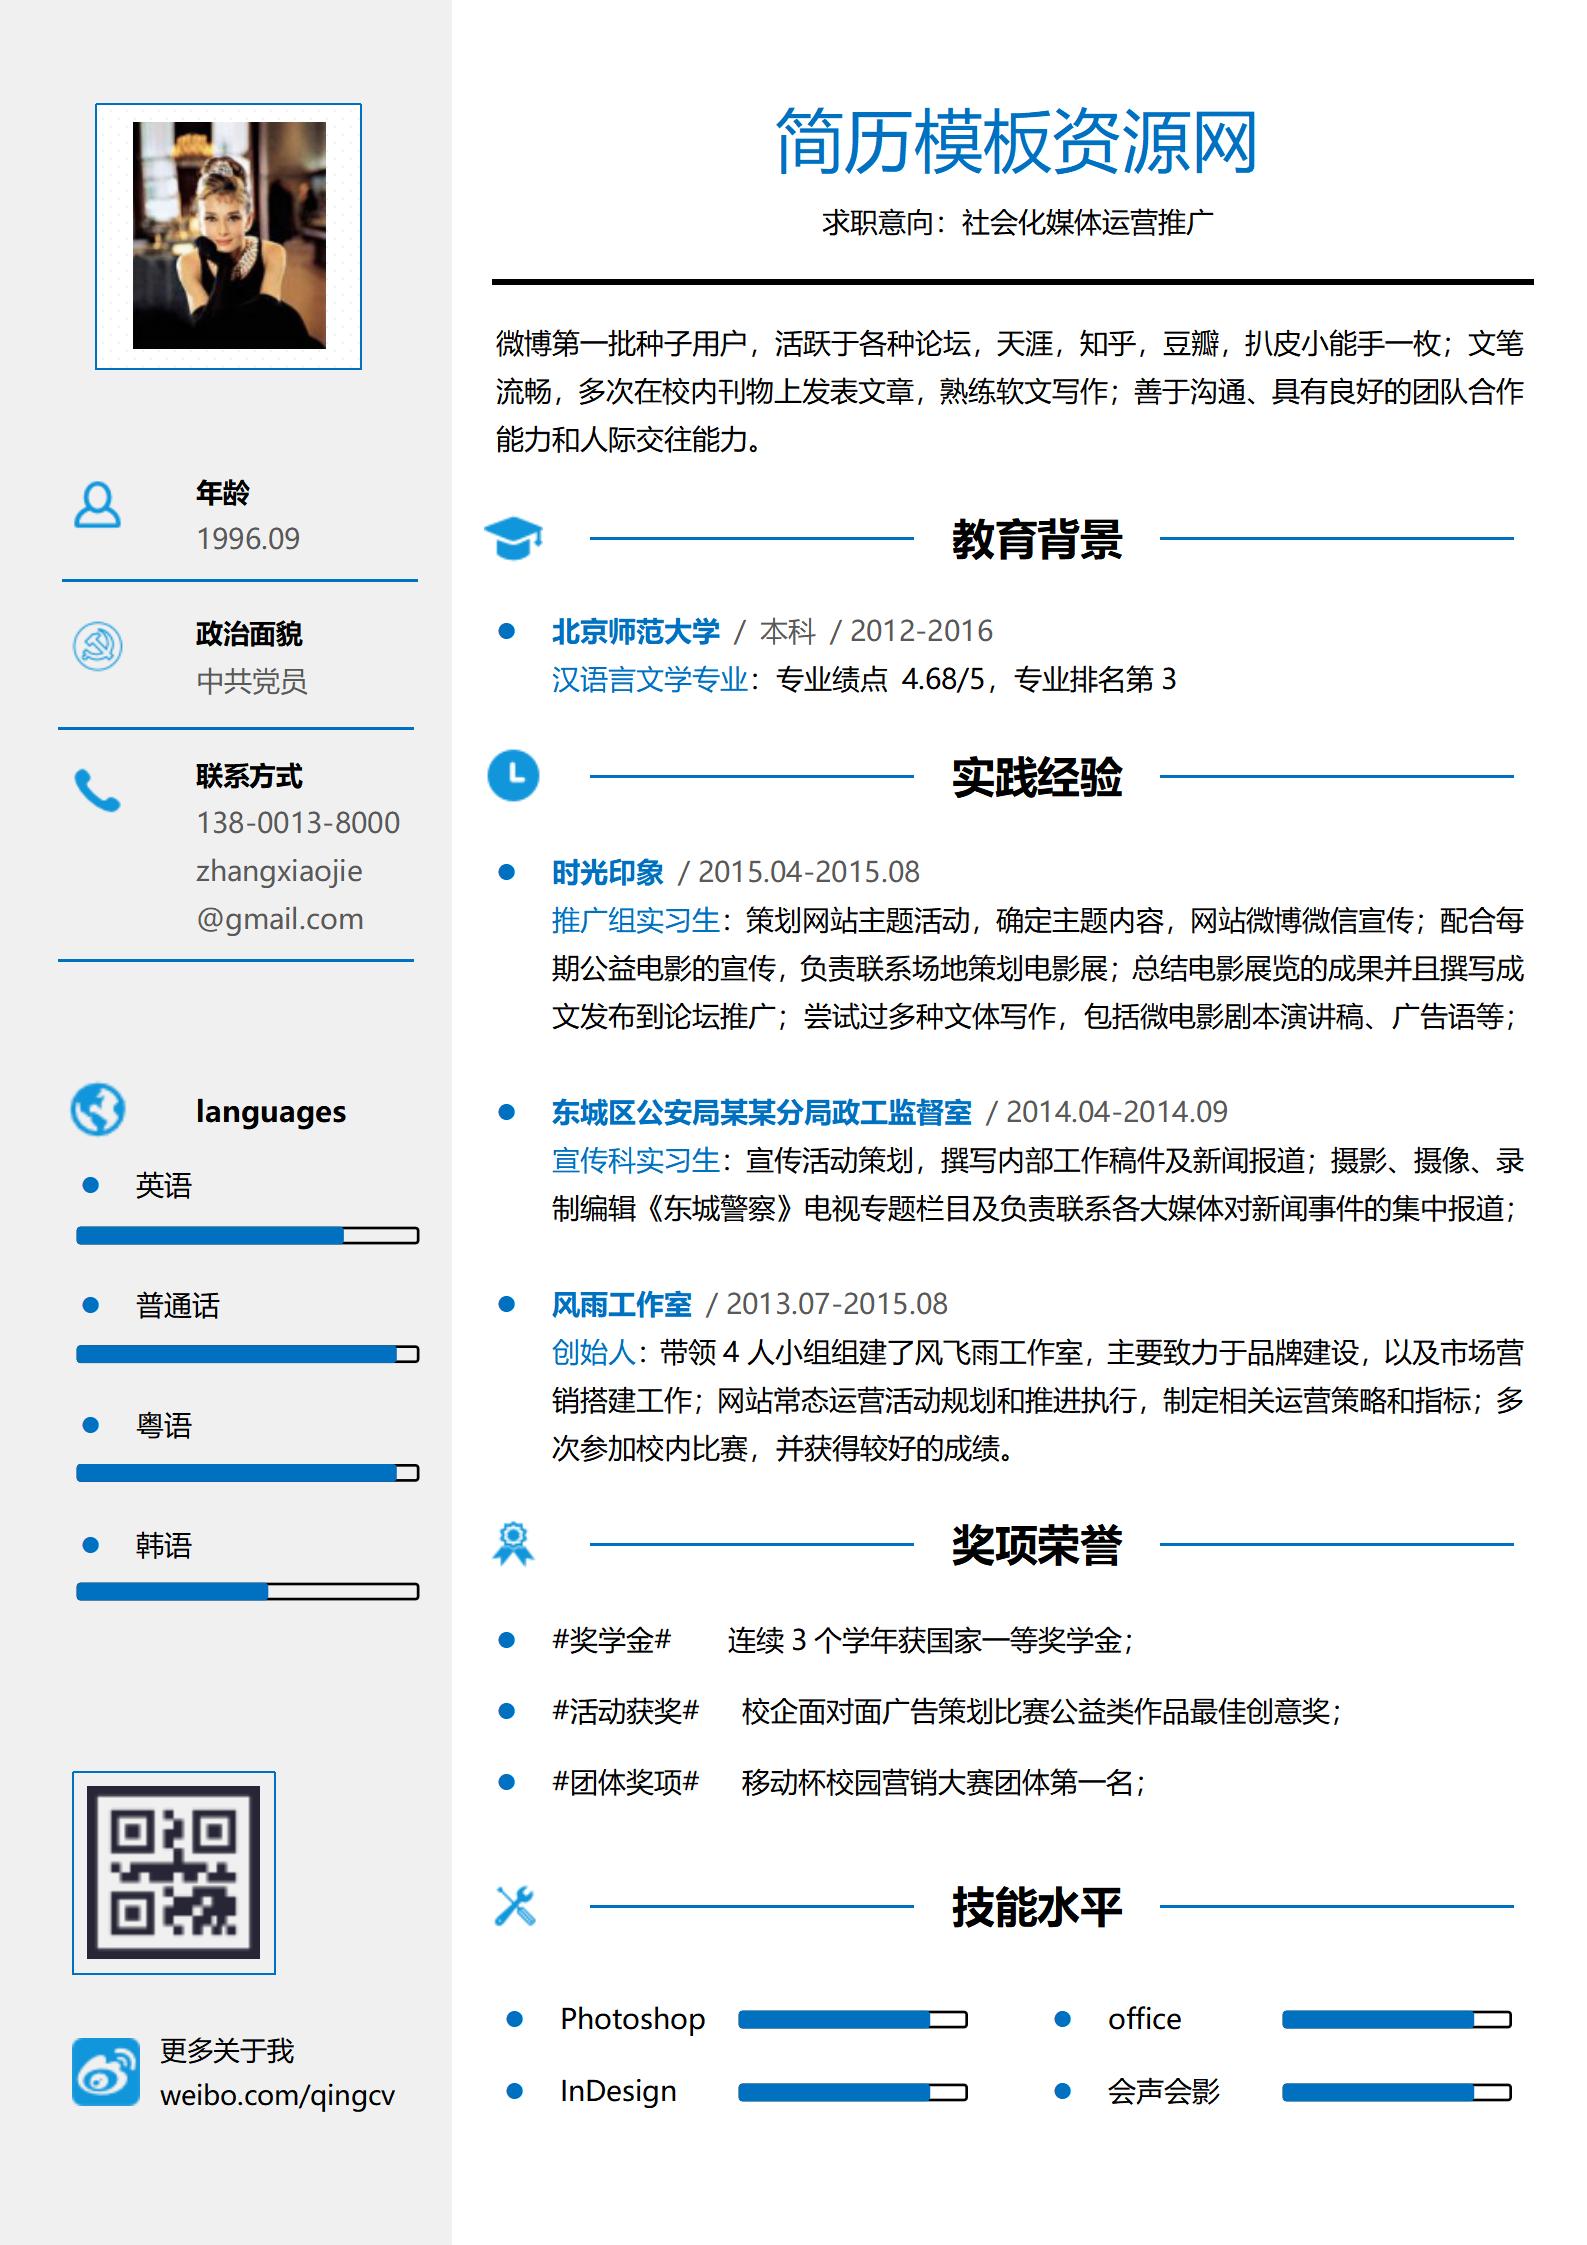 年龄
1996.09
政治面貌
中共党员
联系方式
138-0013-8000
zhangxiaojie
@gmail.com
languages
英语
普通话
粤语
韩语
更多关于我
weibo.com/qingcv
简历模板资源网
求职意向：社会化媒体运营推广
微博第一批种子用户，活跃于各种论坛，天涯，知乎，豆瓣，扒皮小能手一枚；文笔
流畅，多次在校内刊物上发表文章，熟练软文写作；善于沟通、具有良好的团队合作
能力和人际交往能力。
教育背景
北京师范大学 / 本科 / 2012-2016
汉语言文学专业：专业绩点 4.68/5，专业排名第 3
实践经验
时光印象 / 2015.04-2015.08
推广组实习生：策划网站主题活动，确定主题内容，网站微博微信宣传；配合每
期公益电影的宣传，负责联系场地策划电影展；总结电影展览的成果并且撰写成
文发布到论坛推广；尝试过多种文体写作，包括微电影剧本演讲稿、广告语等；
东城区公安局某某分局政工监督室 / 2014.04-2014.09
宣传科实习生：宣传活动策划，撰写内部工作稿件及新闻报道；摄影、摄像、录
制编辑《东城警察》电视专题栏目及负责联系各大媒体对新闻事件的集中报道；
风雨工作室 / 2013.07-2015.08
创始人：带领 4 人小组组建了风飞雨工作室，主要致力于品牌建设，以及市场营
销搭建工作；网站常态运营活动规划和推进执行，制定相关运营策略和指标；多
次参加校内比赛，并获得较好的成绩。
奖项荣誉
#奖学金# 连续 3 个学年获国家一等奖学金；
#活动获奖# 校企面对面广告策划比赛公益类作品最佳创意奖；
#团体奖项# 移动杯校园营销大赛团体第一名；
技能水平
Photoshop office
InDesign 会声会影